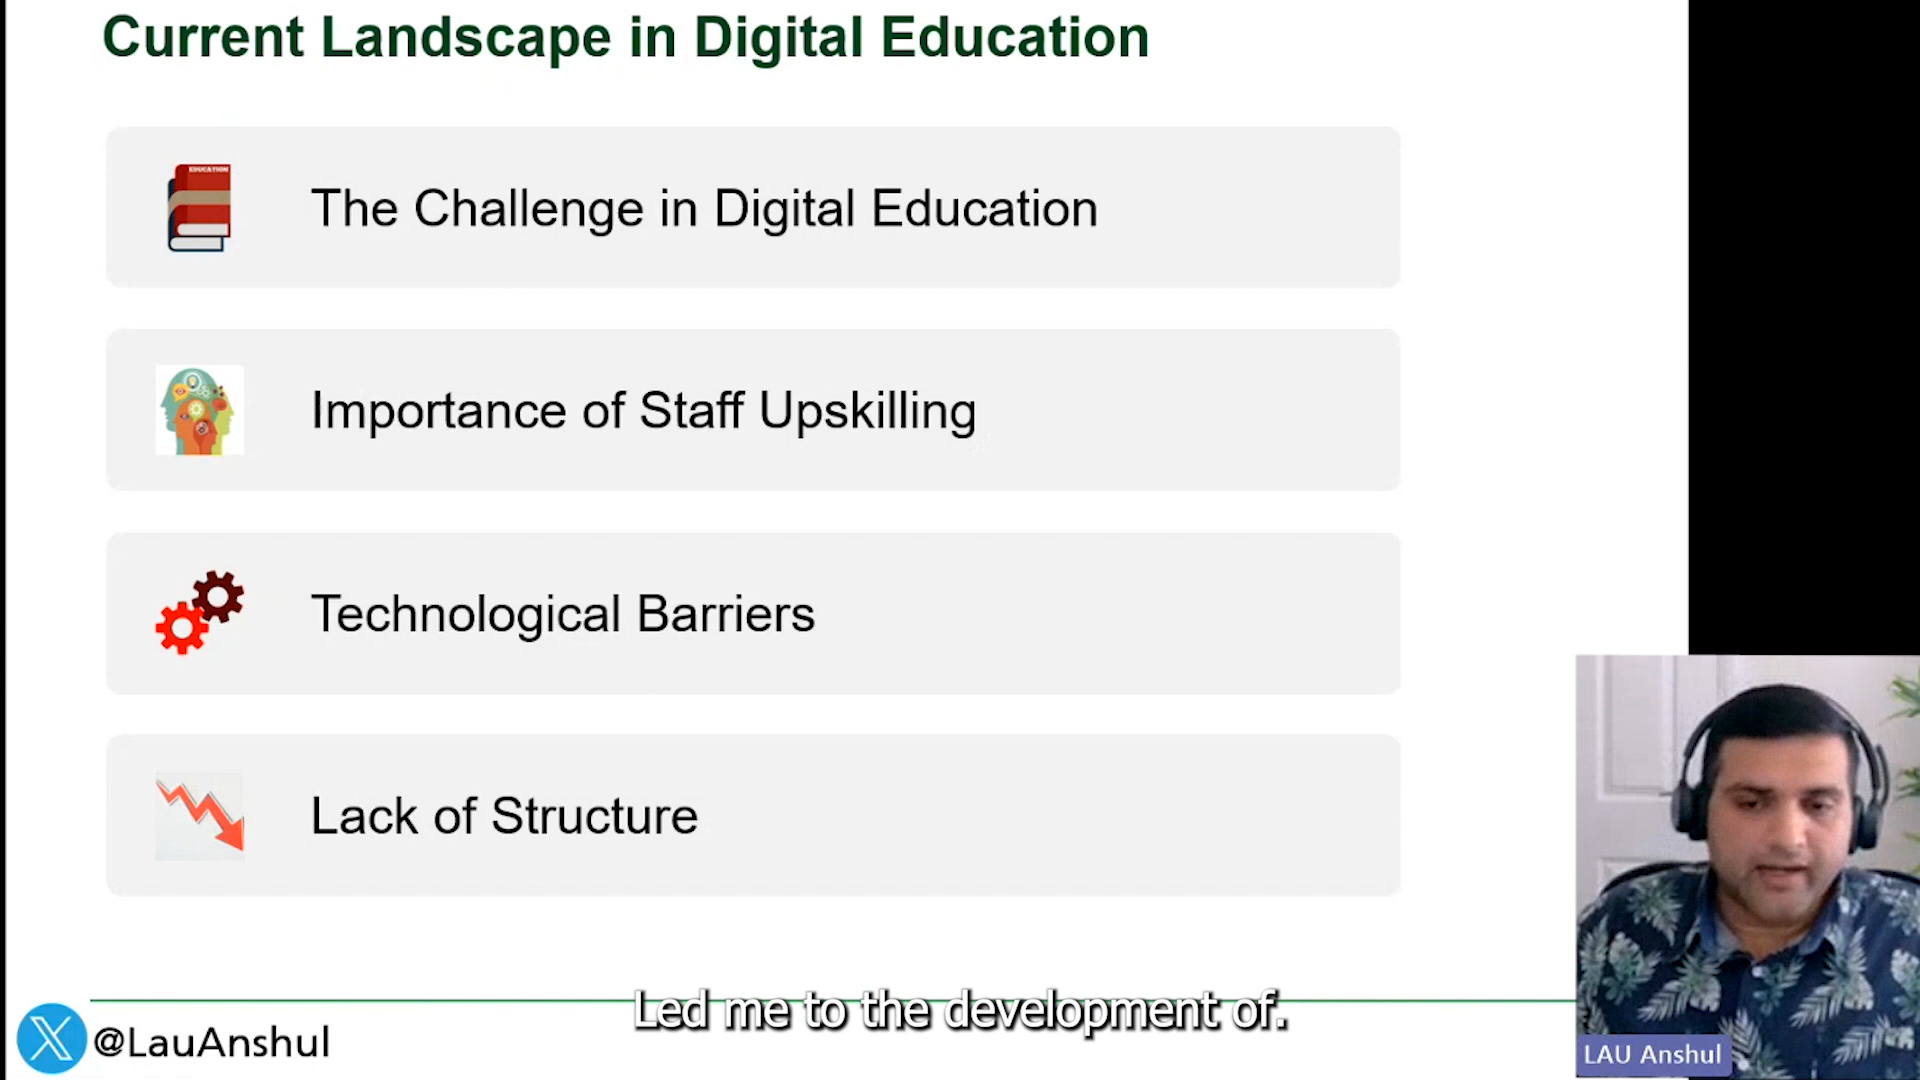 Current Landscape in Digital Education
EDUCATION
The Challenge in Digital Education
Importance of Staff Upskilling
Technological Barriers
Lack of Structure
Led me to the development of.
@LauAnshul
LAU Anshul